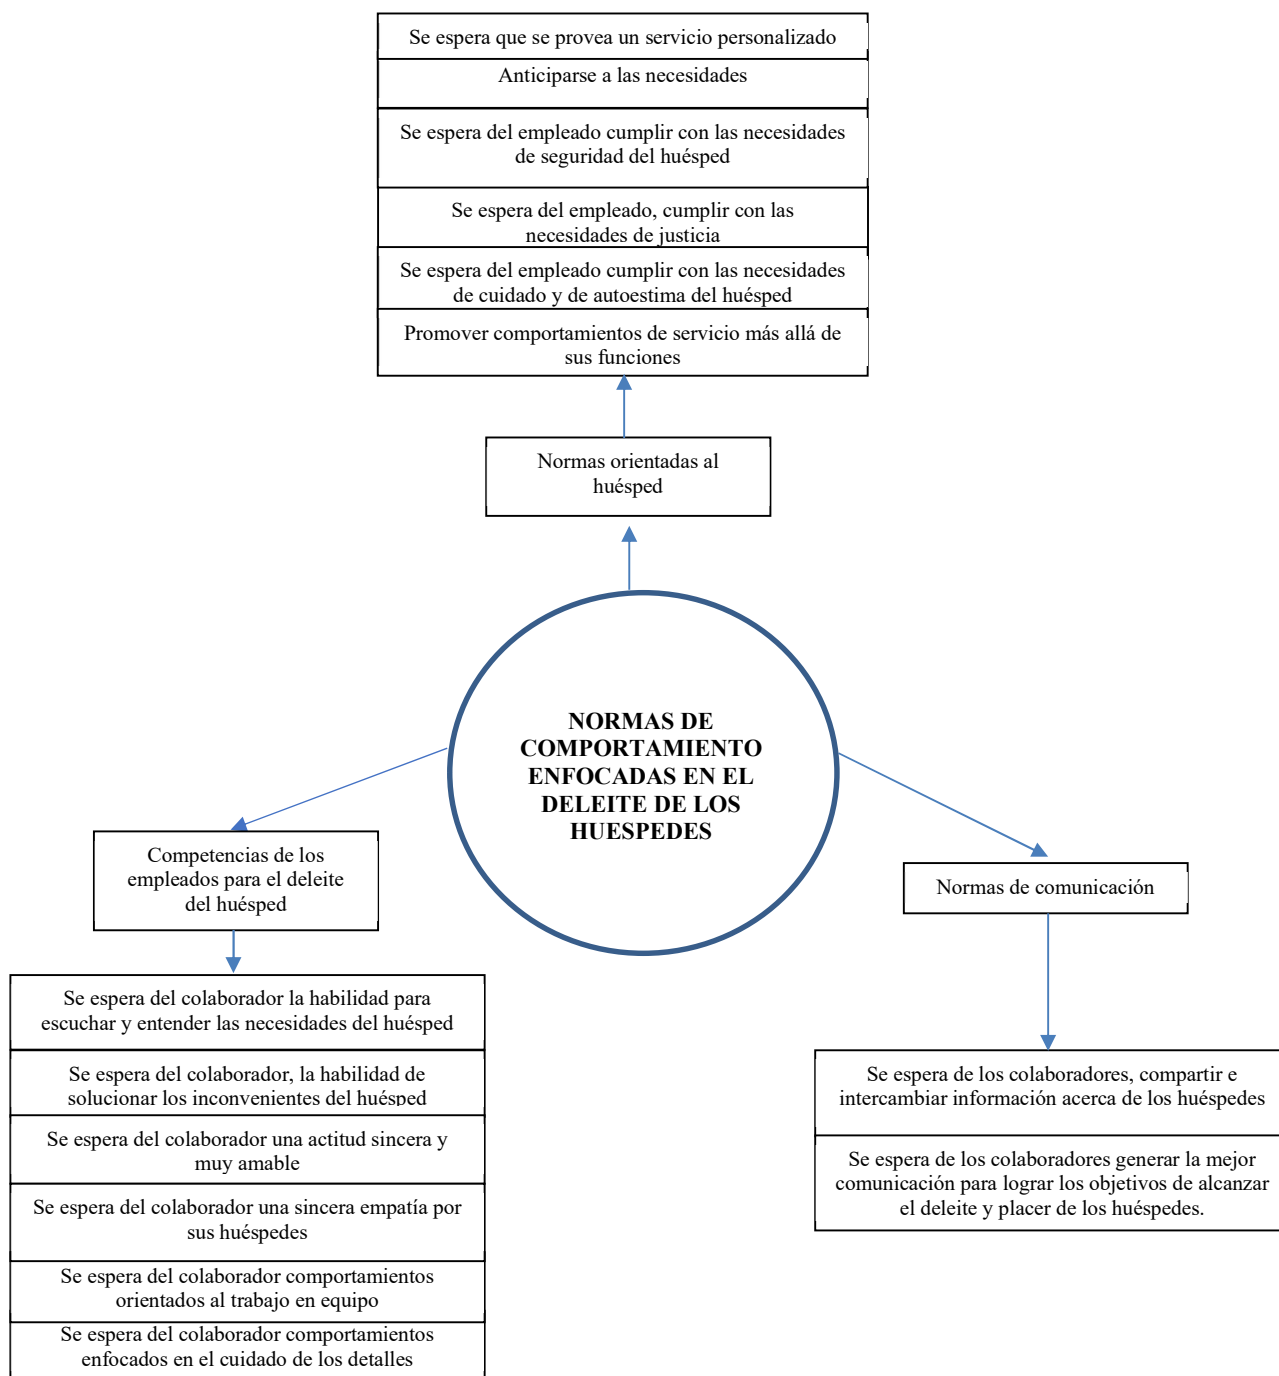 Se espera que se provea un servicio personalizado
Anticiparse a las necesidades
Se espera del empleado cumplir con las necesidades
de seguridad del huésped
Se espera del empleado, cumplir con las
necesidades de justicia
Se espera del empleado cumplir con las necesidades
de cuidado y de autoestima del huésped
Promover comportamientos de servicio más allá de
sus funciones
Normas orientadas al
huésped
NORMAS DE
COMPORTAMIENTO
ENFOCADAS EN EL
DELEITE DE LOS
HUESPEDES
Competencias de los
empleados para el deleite
del huésped
Se espera del colaborador la habilidad para
escuchar y entender las necesidades del huésped
Se espera del colaborador, la habilidad de
solucionar los inconvenientes del huésped
Se espera del colaborador una actitud sincera y
muy amable
Se espera del colaborador una sincera empatía por
sus huéspedes
Se espera del colaborador comportamientos
orientados al trabajo en equipo
Se espera del colaborador comportamientos
enfocados en el cuidado de los detalles
Normas de comunicación
Se espera de los colaboradores, compartir e
intercambiar información acerca de los huéspedes
Se espera de los colaboradores generar la mejor
comunicación para lograr los objetivos de alcanzar
el deleite y placer de los huéspedes.